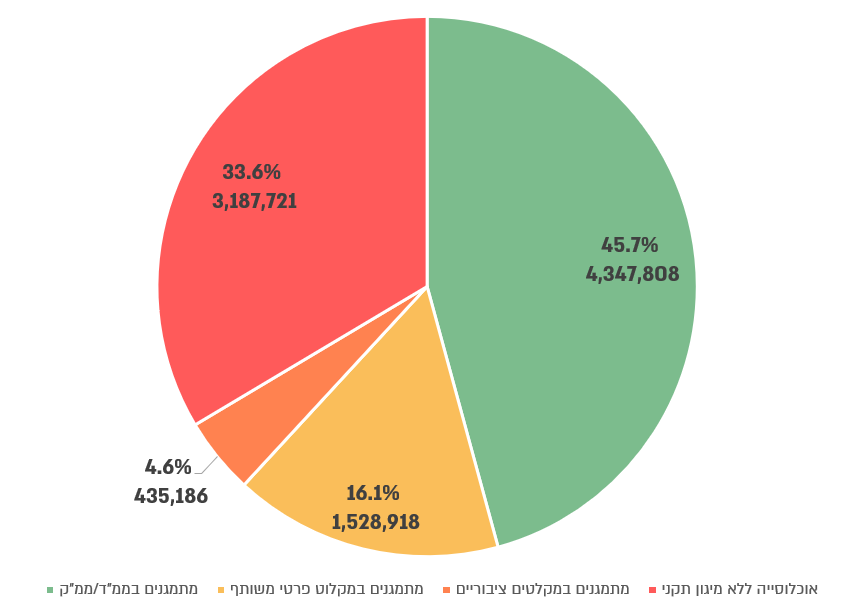 33.6%
3,187,721
45.7%
4,347,808
4.6%
435,186
16.1%
1,528,918
אוכלוסייה ללא מיגון תקני
מתמגנים במקלטים ציבוריים
מתמגנים במקלוט פרטי משותף
מתמגנים בממ"ד/ממ"ק